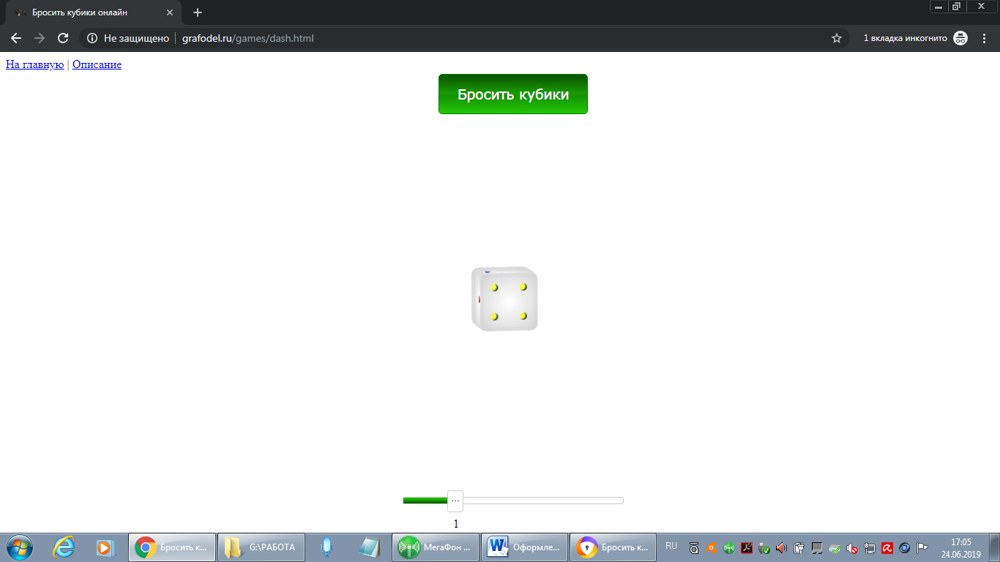 Бросить кубики онлайн
Не защищено grafodel.ru/games/dash.html
1 вкладка инкогнито
На главную | Описание
Бросить кубики
1
Бросить к...
G:\РАБОТА
МегаФон ...
Оформле...
Бросить к...
RU
17:05
24.06.2019